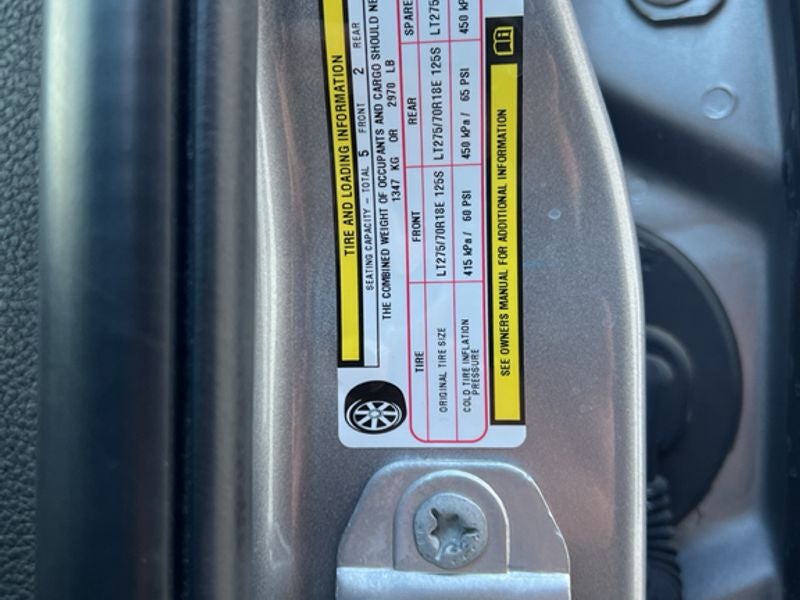 TIRE AND LOADING INFORMATION
SEATING CAPACITY – TOTAL 5 FRONT 2 REAR
THE COMBINED WEIGHT OF OCCUPANTS AND CARGO SHOULD NE
1347 KG OR 2970 LB
TIRE FRONT REAR SPARE
ORIGINAL TIRE SIZE LT275/70R18E 125S LT275/70R18E 125S LT275
COLD TIRE INFLATION PRESSURE 415 kPa / 60 PSI 450 kPa / 65 PSI 450 kP
SEE OWNERS MANUAL FOR ADDITIONAL INFORMATION